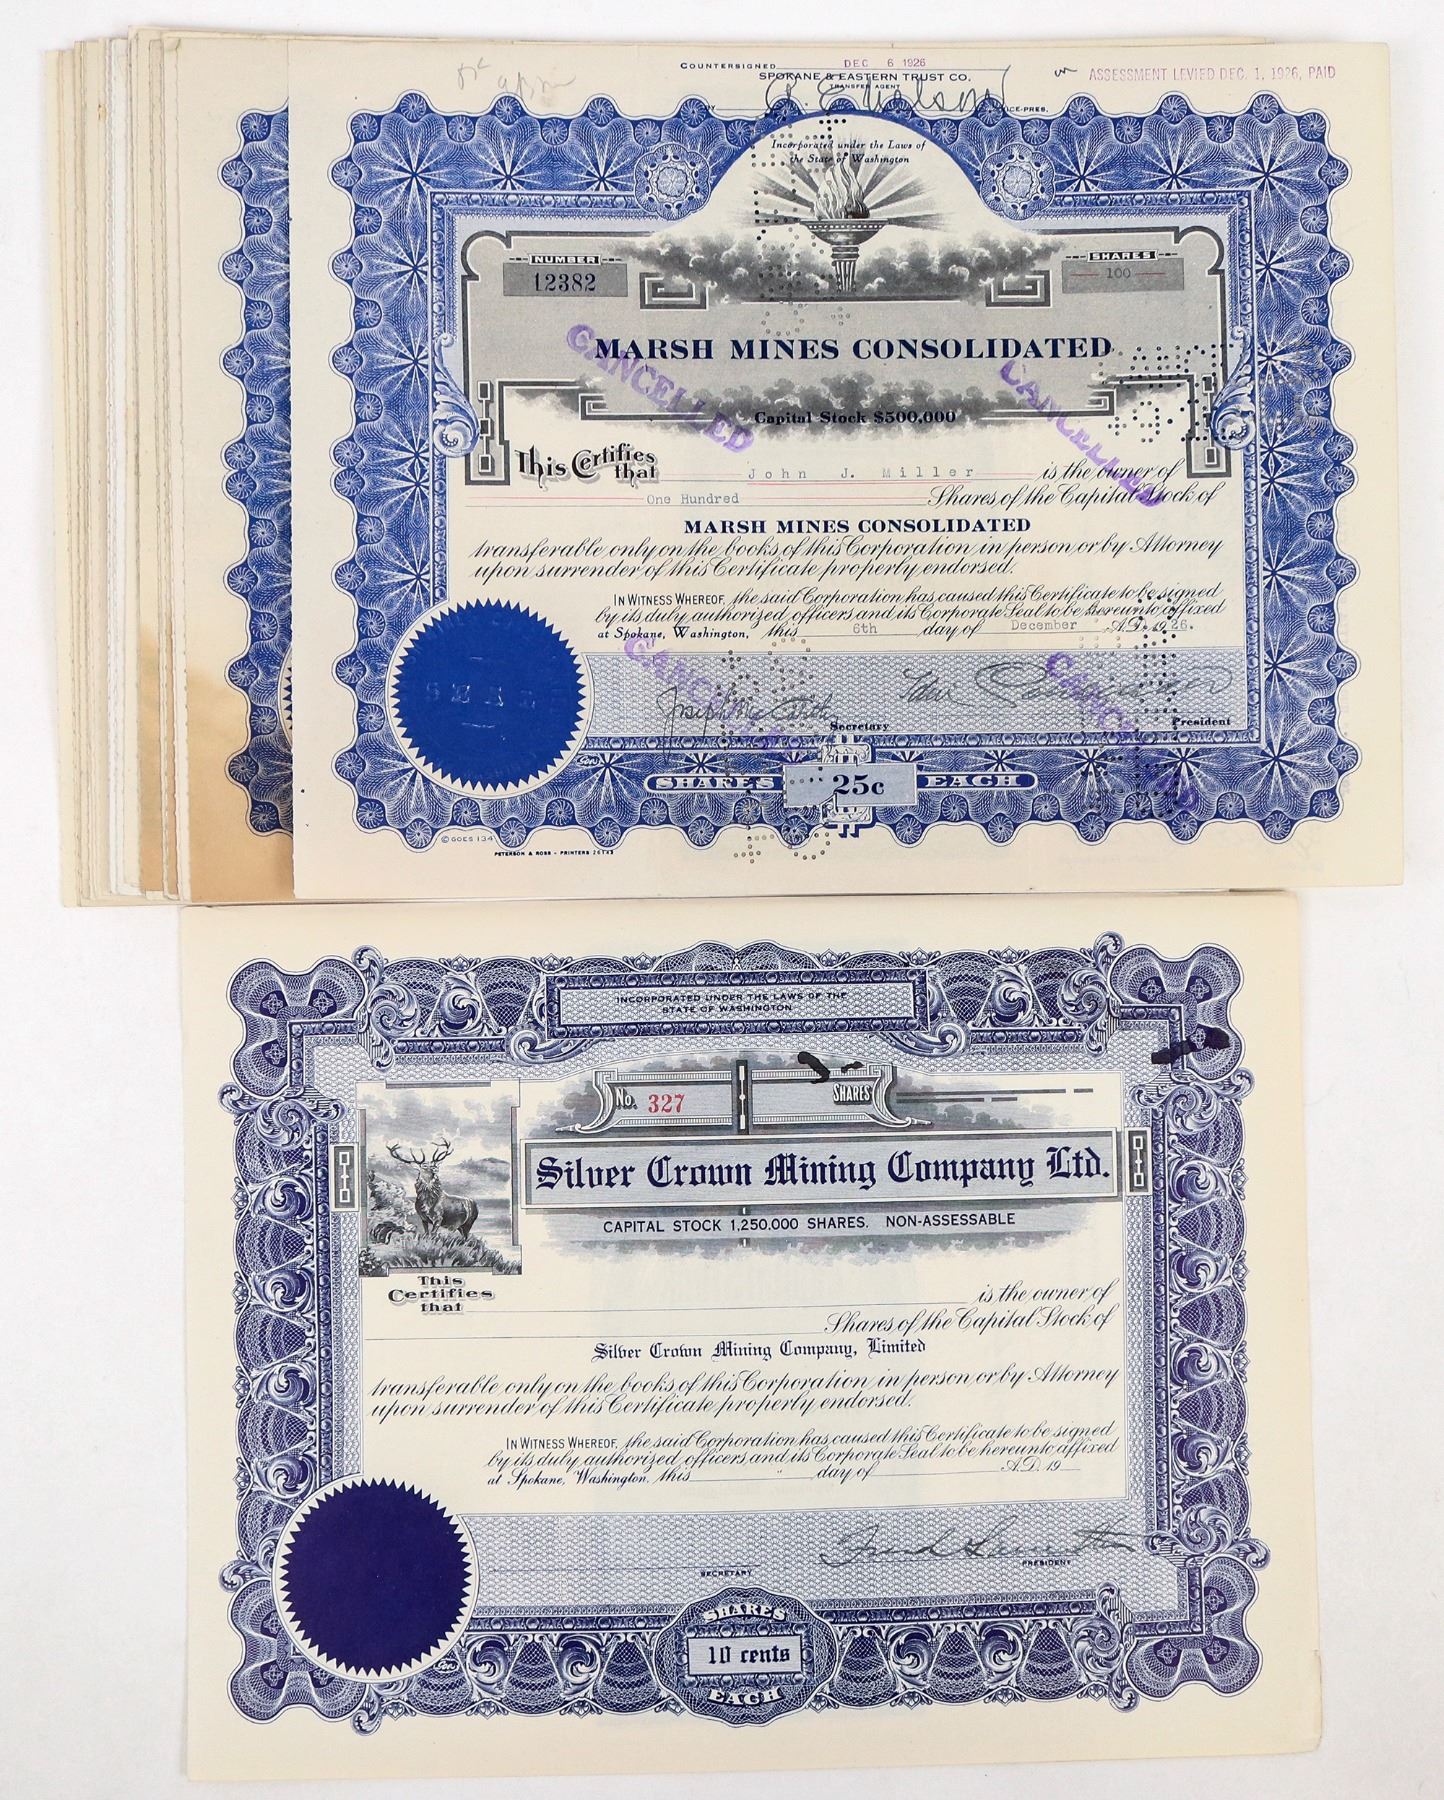 COUNTERSIGNED DEC 6 1926
SPOKANE & EASTERN TRUST CO.
TRANSFER AGENT
BY VICE-PRES.
ASSESSMENT LEVIED DEC. 1, 1926, PAID
Incorporated under the Laws of
the State of Washington
NUMBER
12382
SHARES
100
MARSH MINES CONSOLIDATED
CANCELLED
CANCELLED
Capital Stock $500,000
This Certifies
that
John J. Miller is the owner of
One Hundred Shares of the Capital Stock of
MARSH MINES CONSOLIDATED
transferable only on the books of this Corporation in person or by Attorney
upon surrender of this Certificate properly endorsed.
IN WITNESS WHEREOF, the said Corporation has caused this Certificate to be signed
by its duly authorized officers and its Corporate Seal to be hereunto affixed
at Spokane, Washington, this 6th day of December A.D. 1926.
CANCELLED
CANCELLED
Secretary
President
SHARES 25c EACH
© GOES 134
PETERSON & ROSS - PRINTERS 26143
INCORPORATED UNDER THE LAWS OF THE
STATE OF WASHINGTON
No. 327
SHARES
Silver Crown Mining Company Ltd.
CAPITAL STOCK 1,250,000 SHARES. NON-ASSESSABLE
This
Certifies
that
is the owner of
Shares of the Capital Stock of
Silver Crown Mining Company, Limited
transferable only on the books of this Corporation in person or by Attorney
upon surrender of this Certificate properly endorsed.
IN WITNESS WHEREOF, the said Corporation has caused this Certificate to be signed
by its duly authorized officers and its Corporate Seal to be hereunto affixed
at Spokane, Washington, this day of A.D. 19
SECRETARY
PRESIDENT
SHARES
10 cents
EACH